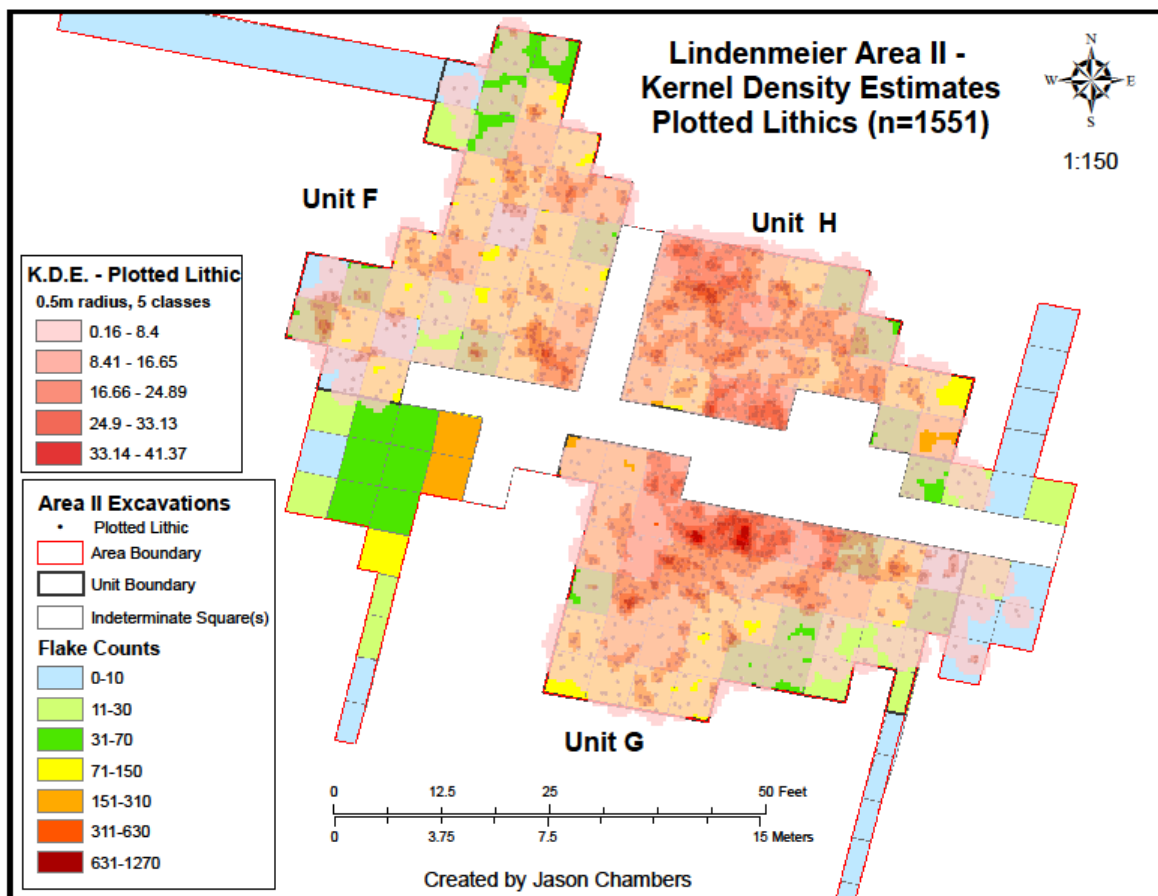 Lindenmeier Area II -
Kernel Density Estimates
Plotted Lithics (n=1551)
N
W E
S
1:150
Unit F
Unit H
K.D.E. - Plotted Lithic
0.5m radius, 5 classes
0.16 - 8.4
8.41 - 16.65
16.66 - 24.89
24.9 - 33.13
33.14 - 41.37
Area II Excavations
Plotted Lithic
Area Boundary
Unit Boundary
Indeterminate Square(s)
Flake Counts
0-10
11-30
31-70
71-150
151-310
311-630
631-1270
Unit G
0 12.5 25 50 Feet
0 3.75 7.5 15 Meters
Created by Jason Chambers